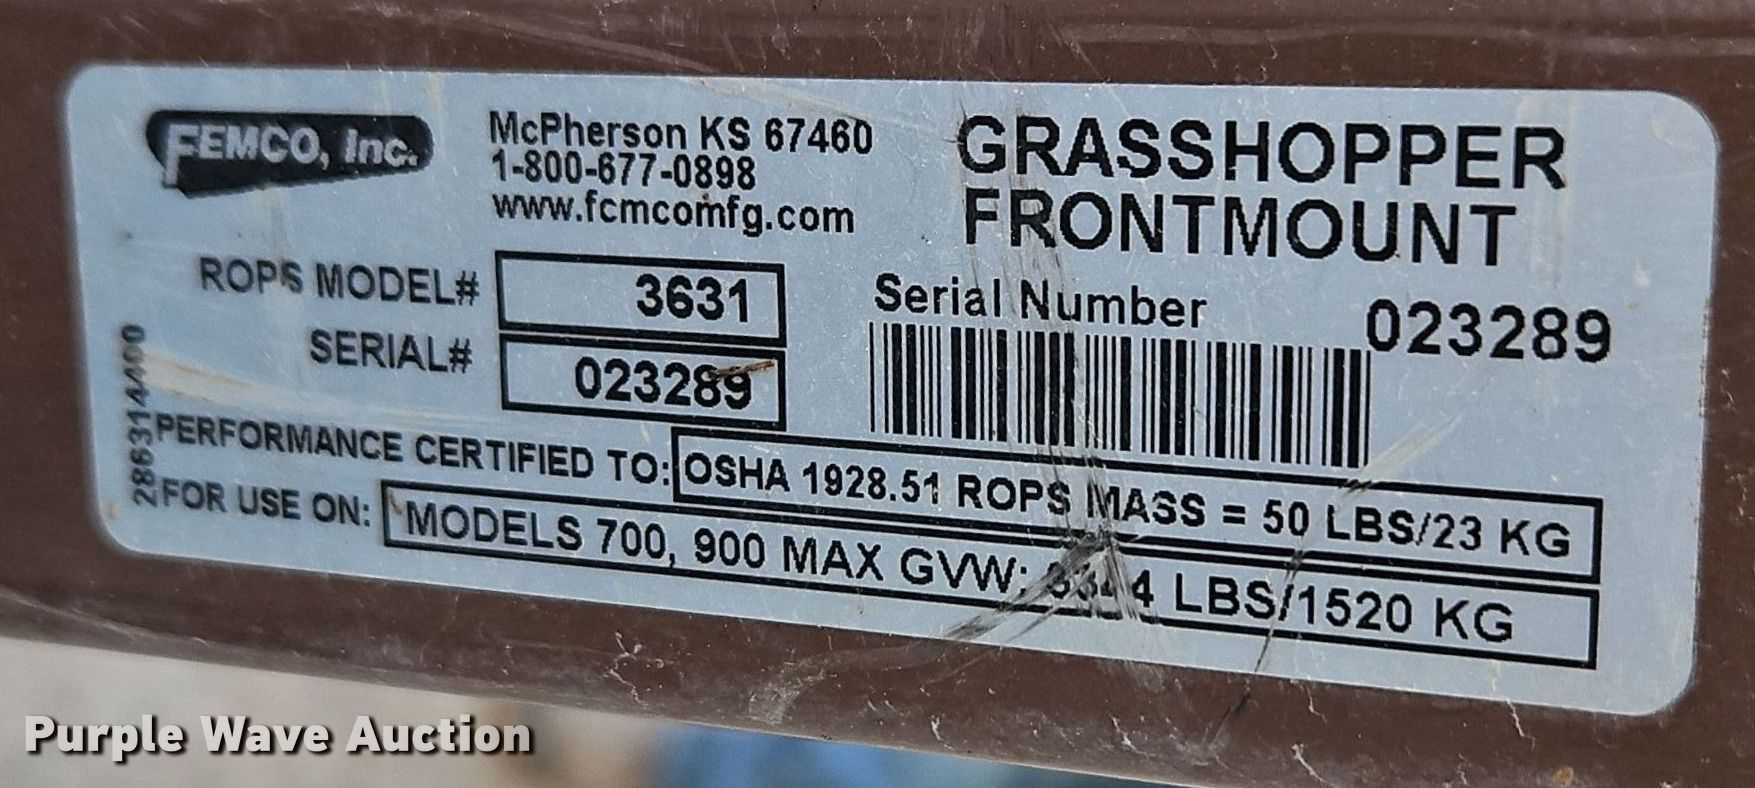 FEMCO, Inc.
McPherson KS 67460
1-800-677-0898
www.fcmcomfg.com
GRASSHOPPER
FRONTMOUNT
ROPS MODEL# 3631
SERIAL# 023289
Serial Number 023289
PERFORMANCE CERTIFIED TO: OSHA 1928.51 ROPS MASS = 50 LBS/23 KG
FOR USE ON: MODELS 700, 900 MAX GVW: LBS/1520 KG
Purple Wave Auction